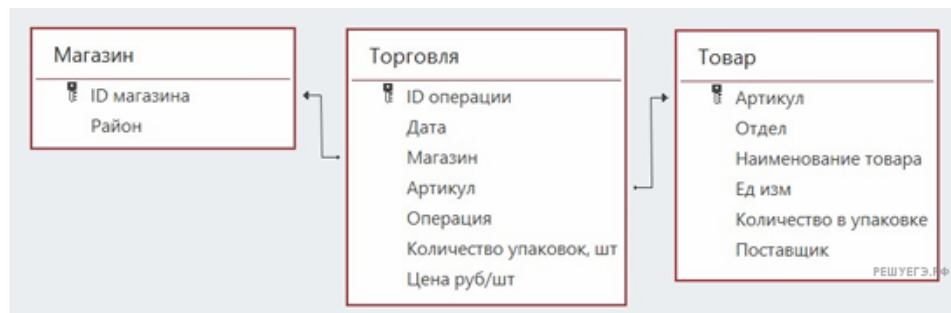 Магазин
ID магазина
Район
Торговля
ID операции
Дата
Магазин
Артикул
Операция
Количество упаковок, шт
Цена руб/шт
Товар
Артикул
Отдел
Наименование товара
Ед изм
Количество в упаковке
Поставщик
РЕШУЕГЭ.РФ